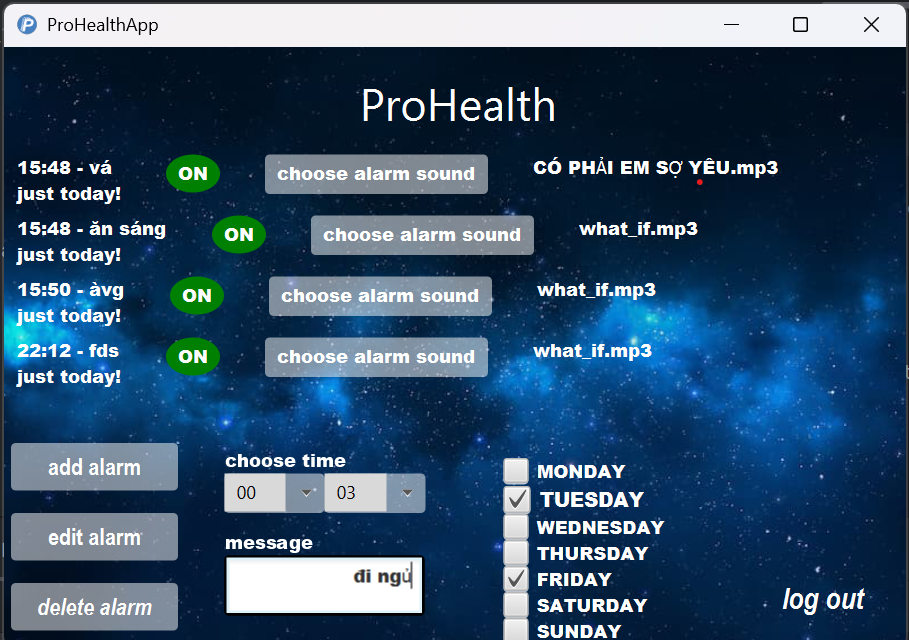 ProHealthApp
ProHealth
15:48 - vá
just today!
ON
choose alarm sound
CÓ PHẢI EM SỢ YÊU.mp3
15:48 - ăn sáng
just today!
ON
choose alarm sound
what_if.mp3
15:50 - àvg
just today!
ON
choose alarm sound
what_if.mp3
22:12 - fds
just today!
ON
choose alarm sound
what_if.mp3
add alarm
edit alarm
delete alarm
choose time
00
03
message
đi ngủ
MONDAY
TUESDAY
WEDNESDAY
THURSDAY
FRIDAY
SATURDAY
SUNDAY
log out